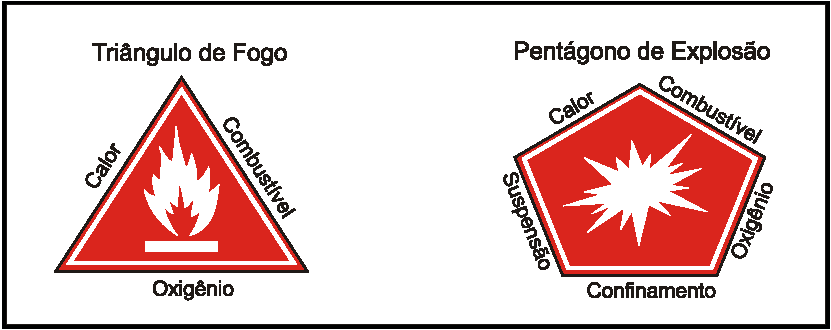 Triângulo de Fogo
Calor
Combustível
Oxigênio
Pentágono de Explosão
Calor
Combustível
Suspensão
Oxigênio
Confinamento